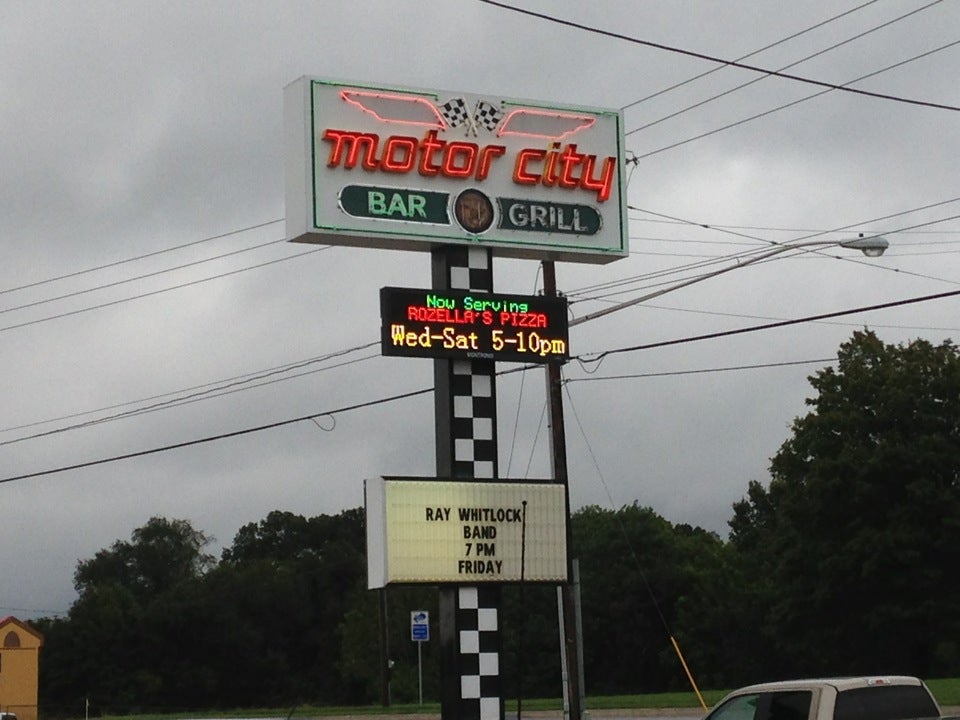 motor city
BAR GRILL
Now Serving
ROZELLA'S PIZZA
Wed-Sat 5-10pm
RAY WHITLOCK
BAND
7 PM
FRIDAY